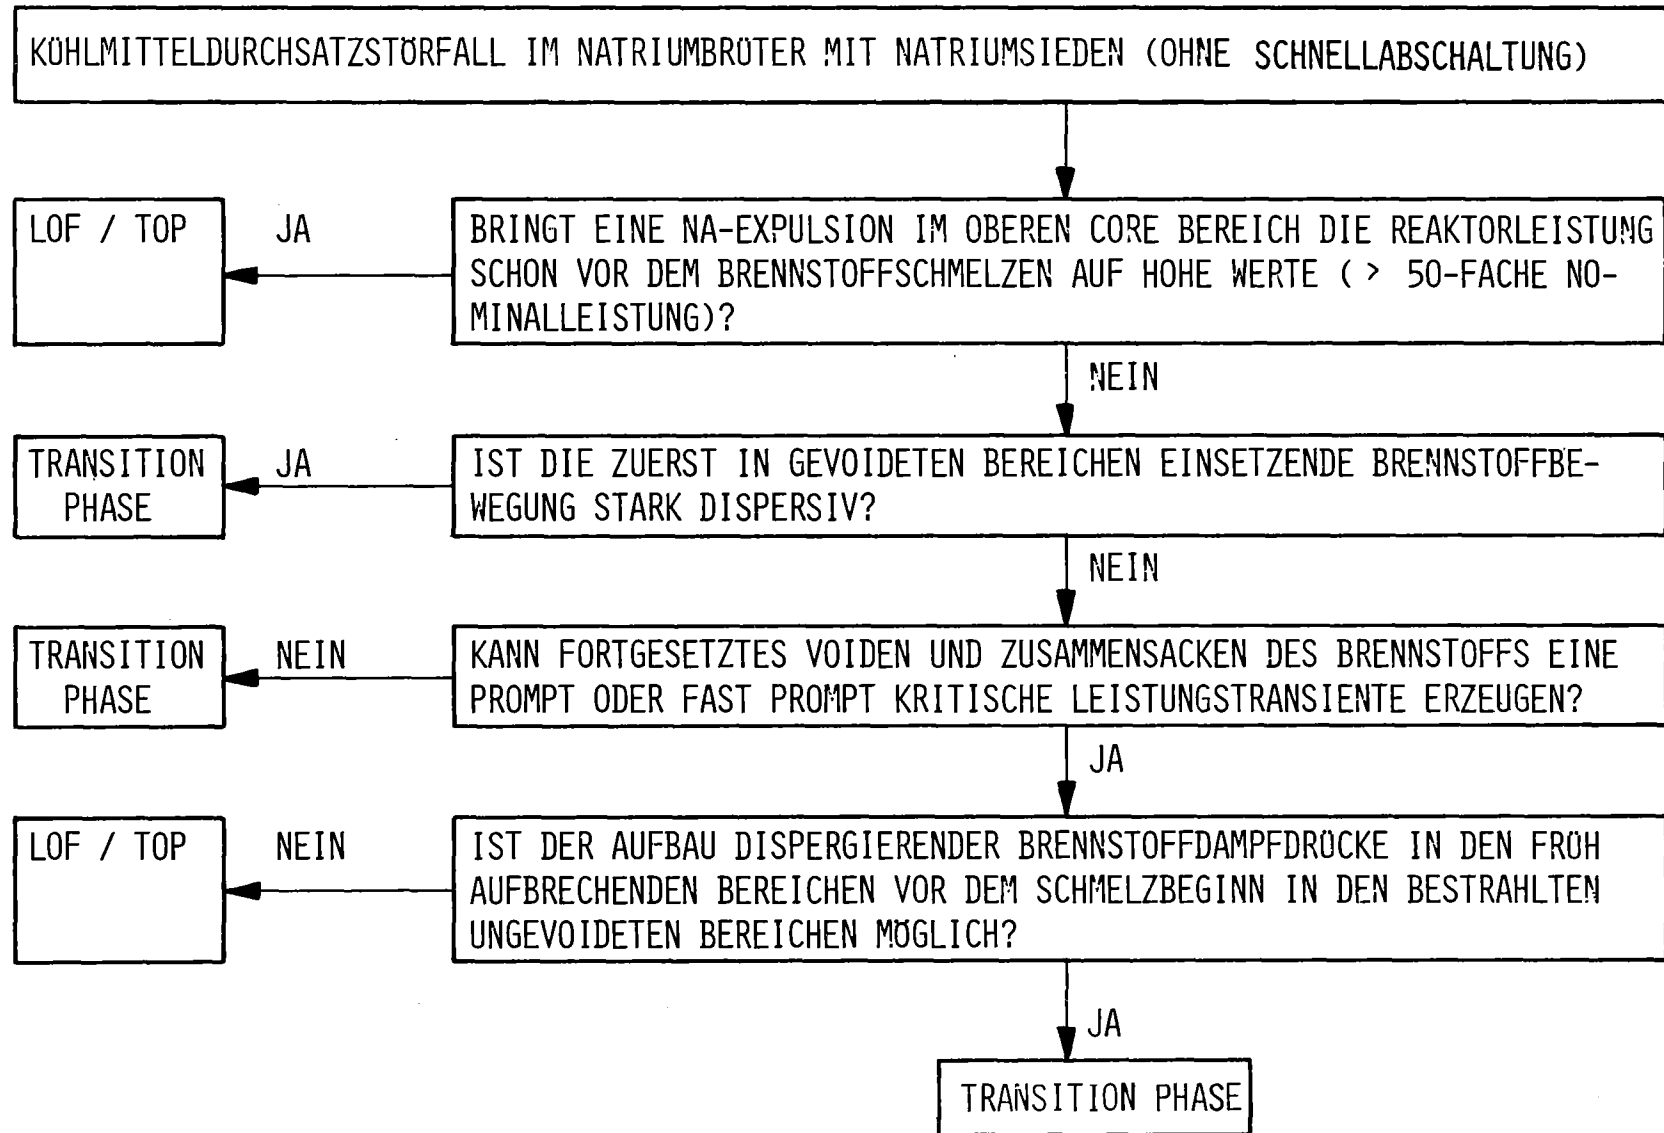 KÜHLMITTELDURCHSATZSTÖRFALL IM NATRIUMBRÜTER MIT NATRIUMSIEDEN (OHNE SCHNELLABSCHALTUNG)
LOF / TOP
JA
BRINGT EINE NA-EXPULSION IM OBEREN CORE BEREICH DIE REAKTORLEISTUNG
SCHON VOR DEM BRENNSTOFFSCHMELZEN AUF HOHE WERTE ( > 50-FACHE NO-
MINALLEISTUNG)?
NEIN
TRANSITION
PHASE
JA
IST DIE ZUERST IN GEVOIDETEN BEREICHEN EINSETZENDE BRENNSTOFFBE-
WEGUNG STARK DISPERSIV?
NEIN
TRANSITION
PHASE
NEIN
KANN FORTGESETZTES VOIDEN UND ZUSAMMENSACKEN DES BRENNSTOFFS EINE
PROMPT ODER FAST PROMPT KRITISCHE LEISTUNGSTRANSIENTE ERZEUGEN?
JA
LOF / TOP
NEIN
IST DER AUFBAU DISPERGIERENDER BRENNSTOFFDAMPFDRÜCKE IN DEN FRÜH
AUFBRECHENDEN BEREICHEN VOR DEM SCHMELZBEGINN IN DEN BESTRAHLTEN
UNGEVOIDETEN BEREICHEN MÖGLICH?
JA
TRANSITION PHASE